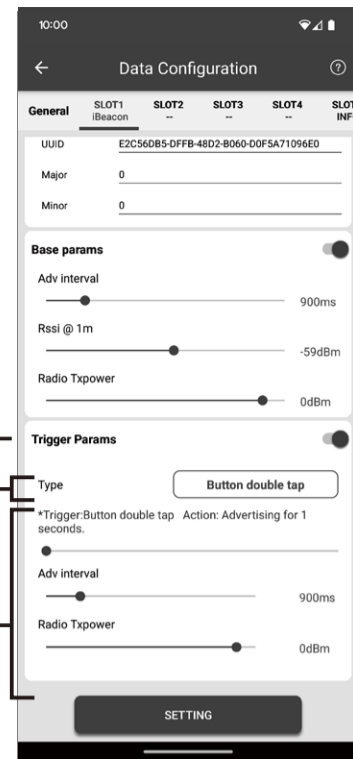 10:00
Data Configuration
General SLOT1 SLOT2 SLOT3 SLOT4 SLOT
iBeacon -- -- -- INF
UUID E2C56DB5-DFFB-48D2-B060-D0F5A71096E0
Major 0
Minor 0
Base params
Adv interval
900ms
Rssi @ 1m
-59dBm
Radio Txpower
0dBm
Trigger Params
Type Button double tap
*Trigger:Button double tap Action: Advertising for 1
seconds.
Adv interval
900ms
Radio Txpower
0dBm
SETTING